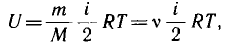 U = m/M i/2 RT = ν i/2 RT,